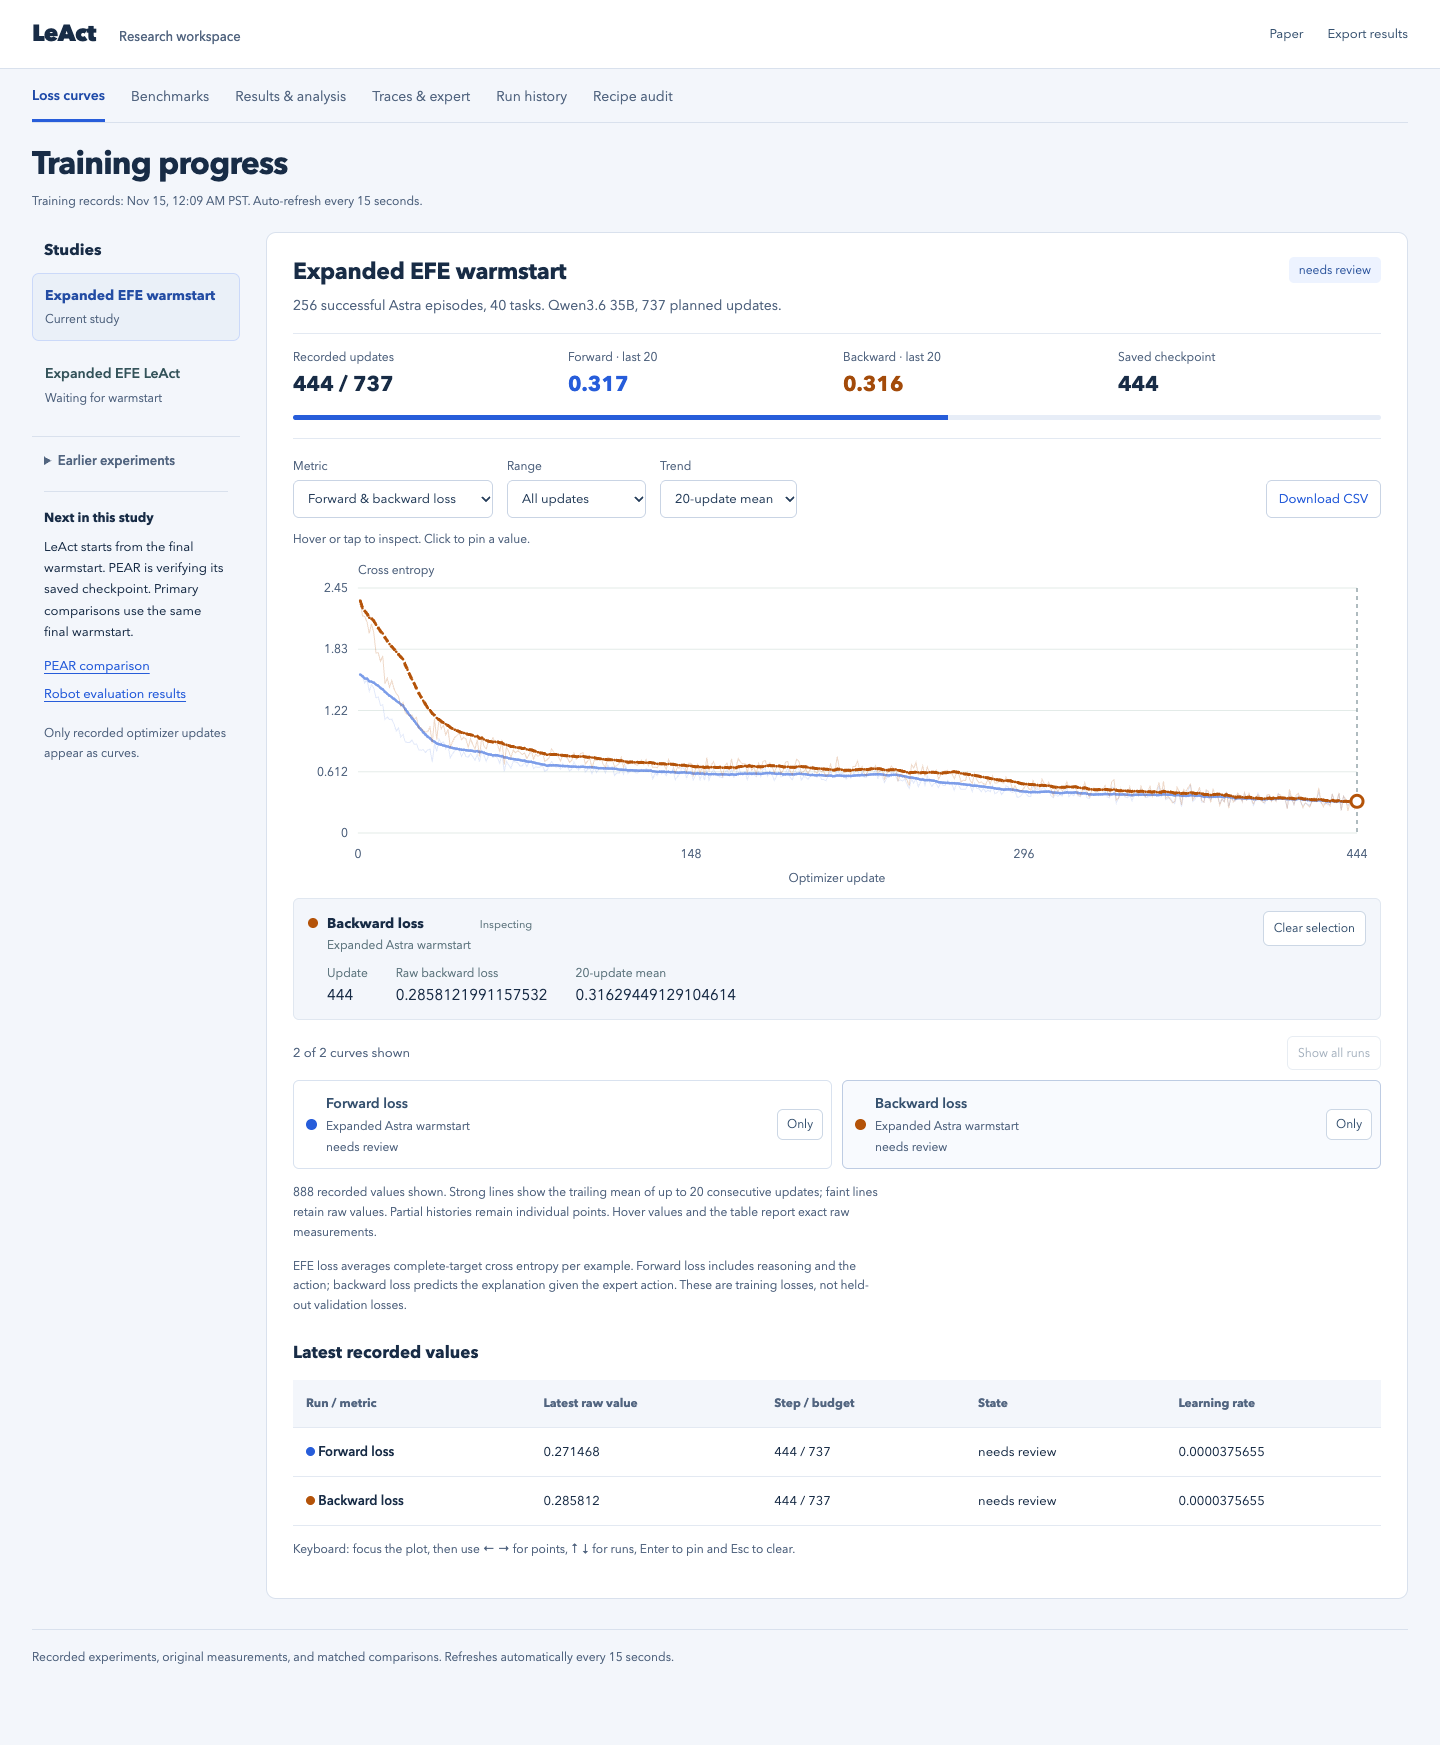 LeAct
Research workspace
Paper
Export results
Loss curves
Benchmarks
Results & analysis
Traces & expert
Run history
Recipe audit
Training progress
Training records: Nov 15, 12:09 AM PST. Auto-refresh every 15 seconds.
Studies
Expanded EFE warmstart
Current study
Expanded EFE LeAct
Waiting for warmstart
▶ Earlier experiments
Next in this study
LeAct starts from the final
warmstart. PEAR is verifying its
saved checkpoint. Primary
comparisons use the same
final warmstart.
PEAR comparison
Robot evaluation results
Only recorded optimizer updates
appear as curves.
Expanded EFE warmstart
needs review
256 successful Astra episodes, 40 tasks. Qwen3.6 35B, 737 planned updates.
Recorded updates
444 / 737
Forward · last 20
0.317
Backward · last 20
0.316
Saved checkpoint
444
Metric
Forward & backward loss
Range
All updates
Trend
20-update mean
Download CSV
Hover or tap to inspect. Click to pin a value.
Cross entropy
2.45
1.83
1.22
0.612
0
0
148
296
444
Optimizer update
Backward loss
Inspecting
Clear selection
Expanded Astra warmstart
Update
444
Raw backward loss
0.2858121991157532
20-update mean
0.31629449129104614
2 of 2 curves shown
Show all runs
Forward loss
Expanded Astra warmstart
needs review
Only
Backward loss
Expanded Astra warmstart
needs review
Only
888 recorded values shown. Strong lines show the trailing mean of up to 20 consecutive updates; faint lines
retain raw values. Partial histories remain individual points. Hover values and the table report exact raw
measurements.
EFE loss averages complete-target cross entropy per example. Forward loss includes reasoning and the
action; backward loss predicts the explanation given the expert action. These are training losses, not held-
out validation losses.
Latest recorded values
Run / metric
Latest raw value
Step / budget
State
Learning rate
Forward loss
0.271468
444 / 737
needs review
0.0000375655
Backward loss
0.285812
444 / 737
needs review
0.0000375655
Keyboard: focus the plot, then use ← → for points, ↑ ↓ for runs, Enter to pin and Esc to clear.
Recorded experiments, original measurements, and matched comparisons. Refreshes automatically every 15 seconds.